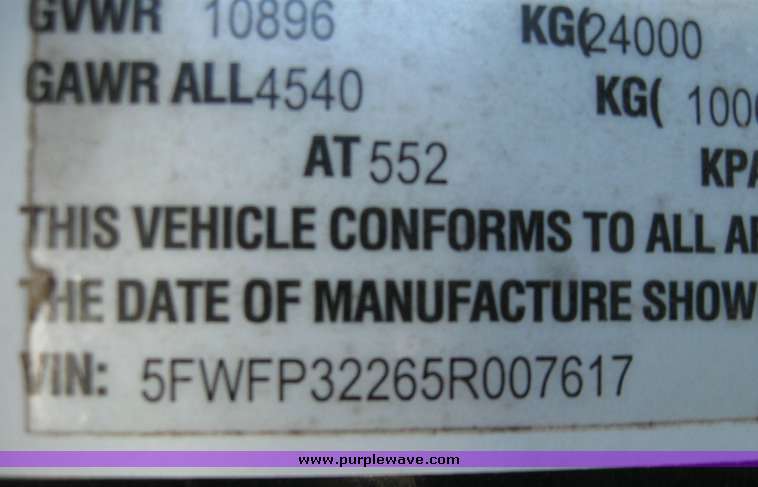 GVWR 10896 KG(24000
GAWR ALL 4540 KG(
AT 552
THIS VEHICLE CONFORMS TO ALL
THE DATE OF MANUFACTURE SHOW
VIN: 5FWFP32265R007617
www.purplewave.com